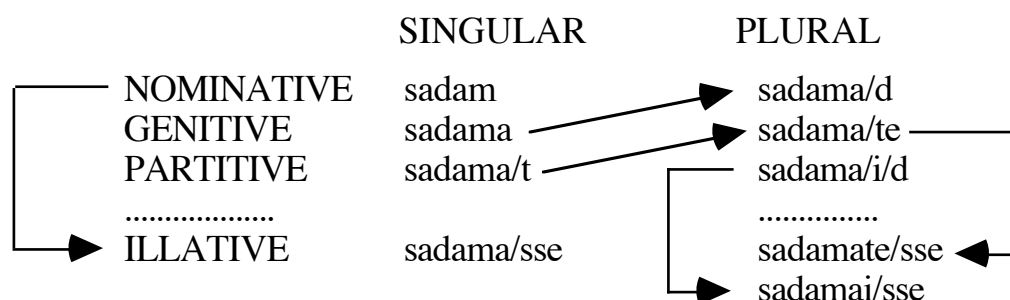 SINGULAR PLURAL
NOMINATIVE sadam sadama/d
GENITIVE sadama sadama/te
PARTITIVE sadama/t sadama/i/d
................... ...............
ILLATIVE sadama/sse sadamate/sse
sadamai/sse